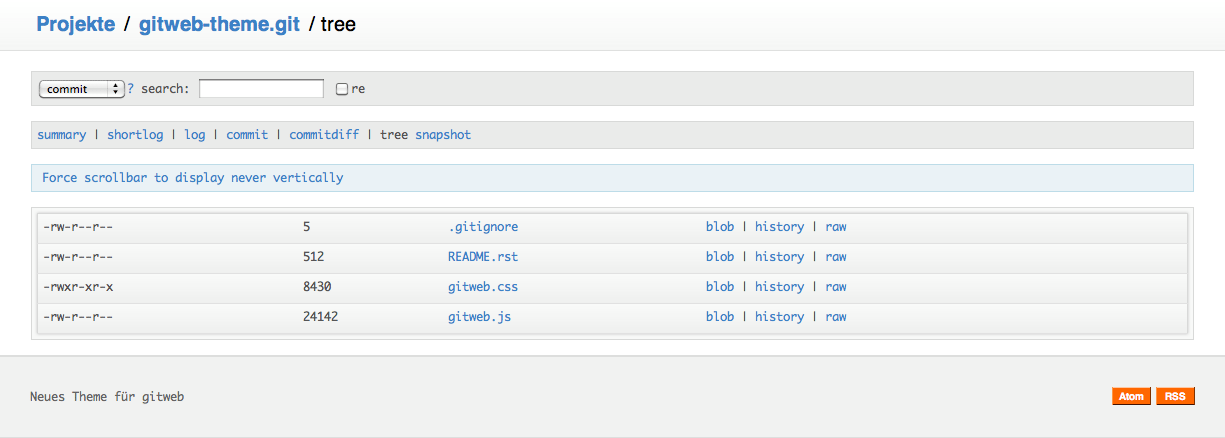 Projekte / gitweb-theme.git / tree
commit ? search: re
summary | shortlog | log | commit | commitdiff | tree snapshot
Force scrollbar to display never vertically
-rw-r--r-- 5 .gitignore blob | history | raw
-rw-r--r-- 512 README.rst blob | history | raw
-rwxr-xr-x 8430 gitweb.css blob | history | raw
-rw-r--r-- 24142 gitweb.js blob | history | raw
Neues Theme für gitweb Atom RSS